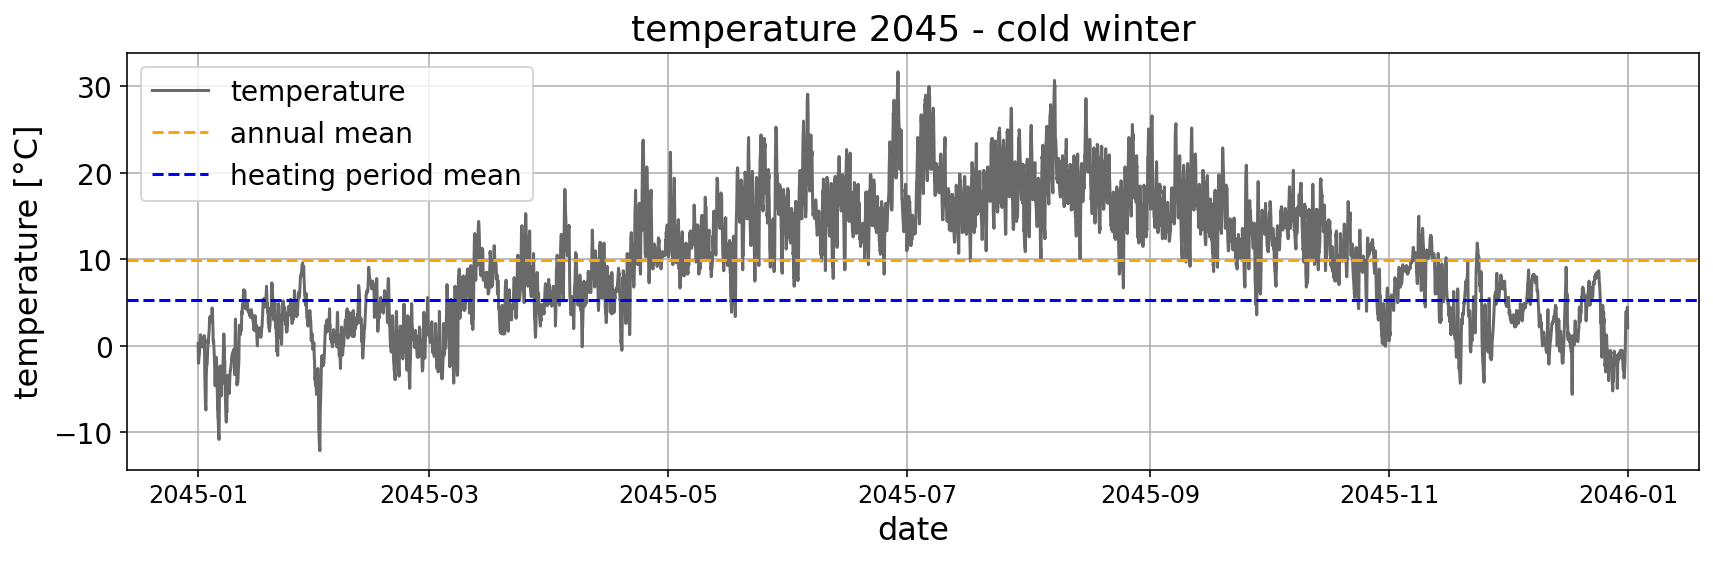 temperature 2045 - cold winter
temperature
annual mean
heating period mean
temperature [°C]
30
20
10
0
−10
2045-01 2045-03 2045-05 2045-07 2045-09 2045-11 2046-01
date